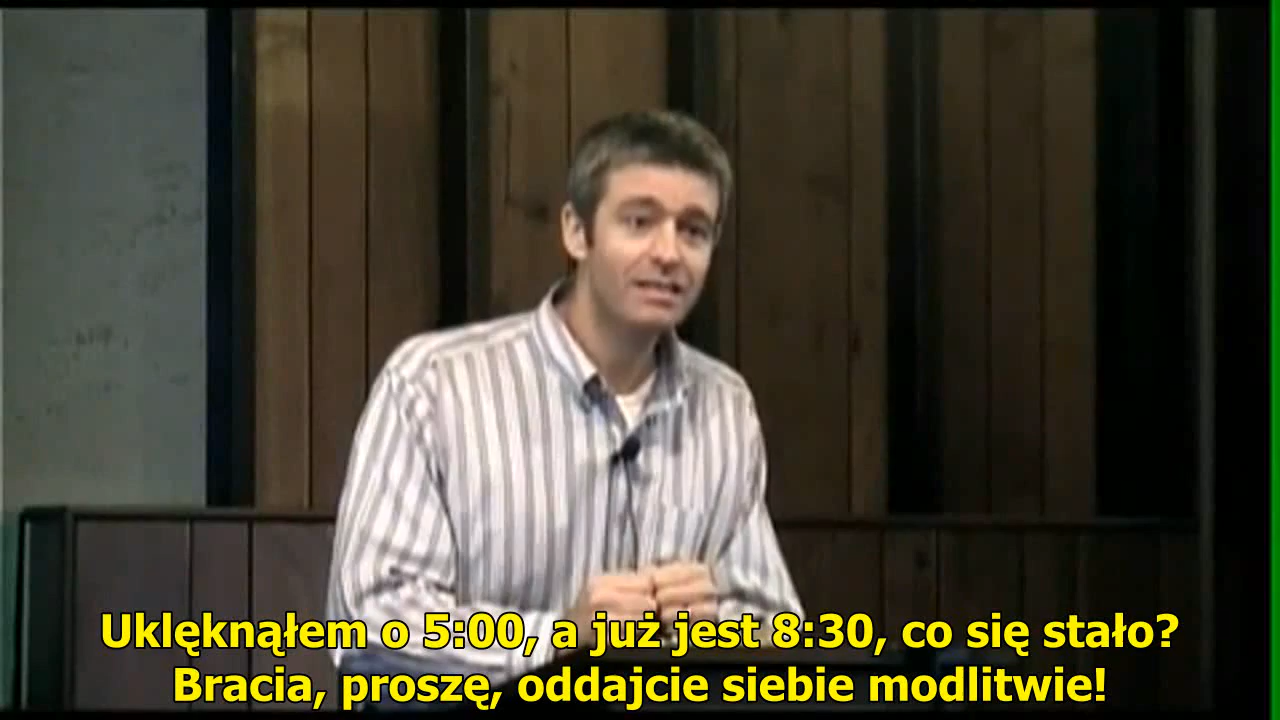 Uklęknąłem o 5:00, a już jest 8:30, co się stało?
Bracia, proszę, oddajcie siebie modlitwie!